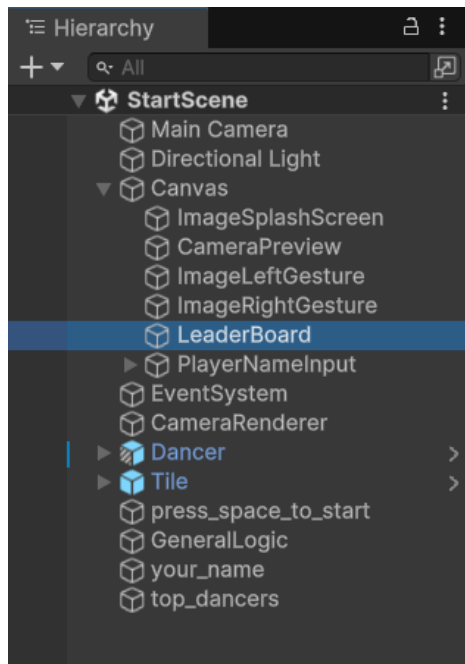 Hierarchy
All
StartScene
Main Camera
Directional Light
Canvas
ImageSplashScreen
CameraPreview
ImageLeftGesture
ImageRightGesture
LeaderBoard
PlayerNameInput
EventSystem
CameraRenderer
Dancer
Tile
press_space_to_start
GeneralLogic
your_name
top_dancers